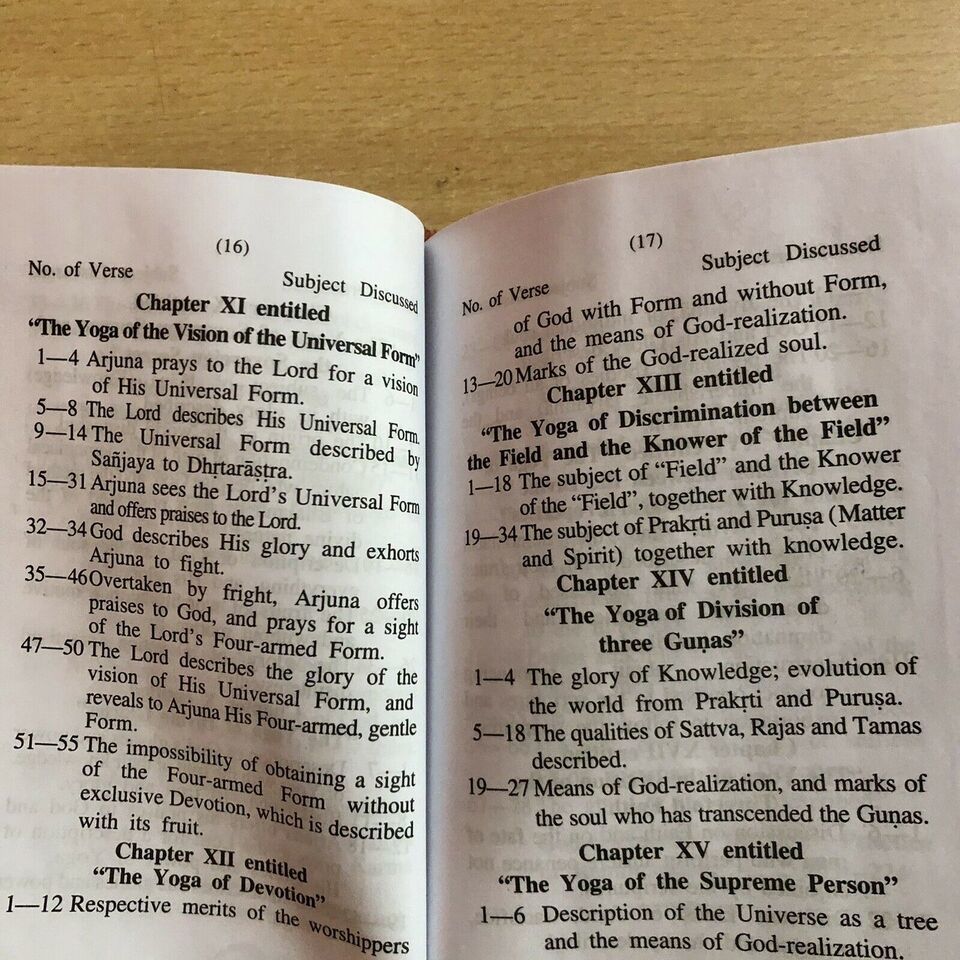 (16)
No. of Verse Subject Discussed
Chapter XI entitled
“The Yoga of the Vision of the Universal Form”
1—4 Arjuna prays to the Lord for a vision
of His Universal Form.
5—8 The Lord describes His Universal Form.
9—14 The Universal Form described by
Sañjaya to Dhṛtarāṣṭra.
15—31 Arjuna sees the Lord’s Universal Form
and offers praises to the Lord.
32—34 God describes His glory and exhorts
Arjuna to fight.
35—46 Overtaken by fright, Arjuna offers
praises to God, and prays for a sight
of the Lord’s Four-armed Form.
47—50 The Lord describes the glory of the
vision of His Universal Form, and
reveals to Arjuna His Four-armed, gentle
Form.
51—55 The impossibility of obtaining a sight
of the Four-armed Form without
exclusive Devotion, which is described
with its fruit.
Chapter XII entitled
“The Yoga of Devotion”
1—12 Respective merits of the worshippers
(17)
No. of Verse Subject Discussed
of God with Form and without Form,
and the means of God-realization.
13—20 Marks of the God-realized soul.
Chapter XIII entitled
“The Yoga of Discrimination between
the Field and the Knower of the Field”
1—18 The subject of “Field” and the Knower
of the “Field”, together with Knowledge.
19—34 The subject of Prakṛti and Puruṣa (Matter
and Spirit) together with knowledge.
Chapter XIV entitled
“The Yoga of Division of
three Guṇas”
1—4 The glory of Knowledge; evolution of
the world from Prakṛti and Puruṣa.
5—18 The qualities of Sattva, Rajas and Tamas
described.
19—27 Means of God-realization, and marks of
the soul who has transcended the Guṇas.
Chapter XV entitled
“The Yoga of the Supreme Person”
1—6 Description of the Universe as a tree
and the means of God-realization.